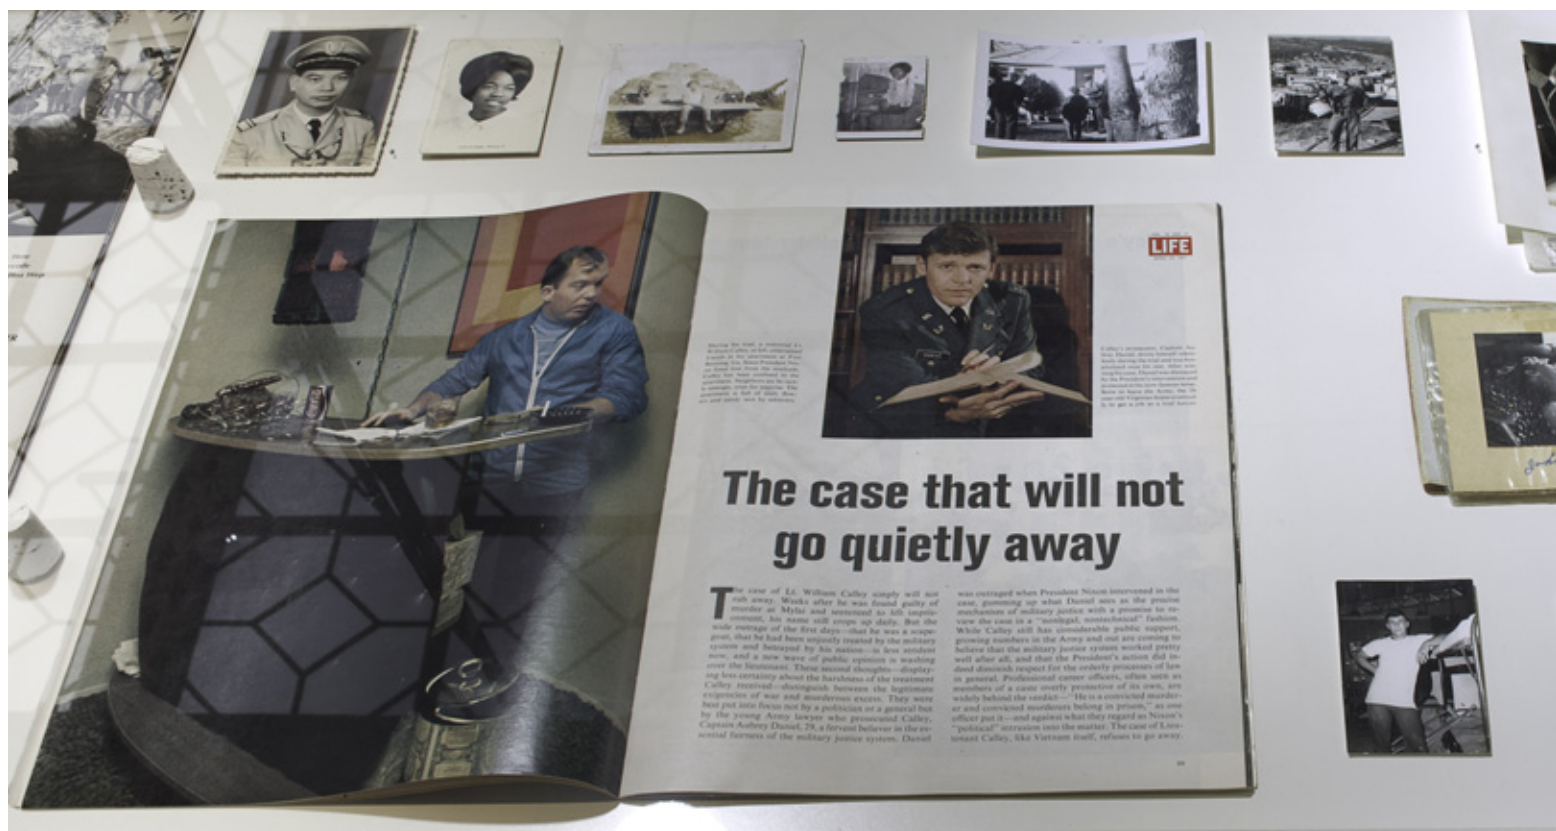 LIFE
The case that will not
go quietly away
The case of Lt. William Calley simply will not
rub away. Weeks after he was found guilty of
murder at Mylai and sentenced to life impris-
onment, his name still crops up daily. But the
wide outrage of the first days—that he was a scape-
goat, that he had been unjustly treated by the military
system and betrayed by his nation—is less strident
now, and a new wave of public opinion is washing
over the lieutenant. These second thoughts—display-
ing less certainty about the harshness of the treatment
Calley received—distinguish between the legitimate
exigencies of war and murderous excess. They were
best put into focus not by a politician or a general but
by the young Army lawyer who prosecuted Calley,
Captain Aubrey Daniel, 29, a fervent believer in the es-
sential fairness of the military justice system. Daniel
was outraged when President Nixon intervened in the
case, gumming up what Daniel sees as the precise
mechanism of military justice with a promise to re-
view the case in a "nonlegal, nontechnical" fashion.
While Calley still has considerable public support,
growing numbers in the Army and out are coming to
believe that the military justice system worked pretty
well after all, and that the President's action did in-
deed diminish respect for the orderly processes of law
in general. Professional career officers, often seen as
members of a caste overly protective of its own, are
widely behind the verdict—"He is a convicted murder-
er and convicted murderers belong in prison," as one
officer put it—and against what they regard as Nixon's
"political" intrusion into the matter. The case of Lieu-
tenant Calley, like Vietnam itself, refuses to go away.